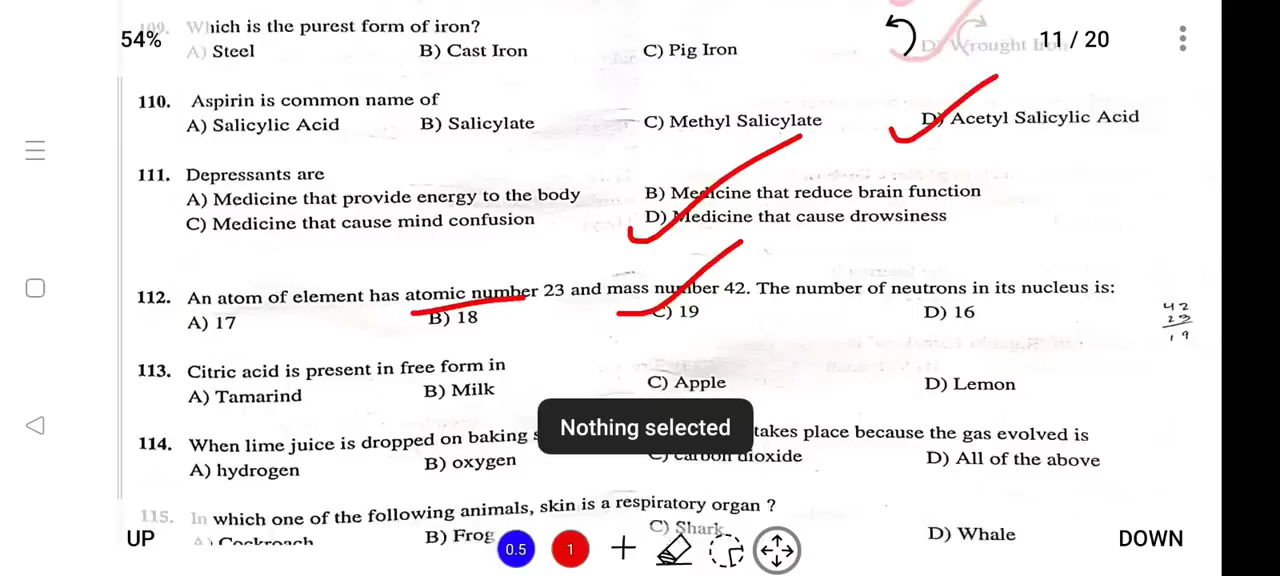 109. Which is the purest form of iron?
54%
11 / 20
A) Steel B) Cast Iron C) Pig Iron D) Wrought
110. Aspirin is common name of
A) Salicylic Acid B) Salicylate C) Methyl Salicylate D) Acetyl Salicylic Acid
111. Depressants are
A) Medicine that provide energy to the body B) Medicine that reduce brain function
C) Medicine that cause mind confusion D) Medicine that cause drowsiness
112. An atom of element has atomic number 23 and mass number 42. The number of neutrons in its nucleus is:
A) 17 B) 18 C) 19 D) 16
42
23
19
113. Citric acid is present in free form in
A) Tamarind B) Milk C) Apple D) Lemon
Nothing selected
114. When lime juice is dropped on baking takes place because the gas evolved is
A) hydrogen B) oxygen C) carbon dioxide D) All of the above
115. In which one of the following animals, skin is a respiratory organ ?
A) Cockroach B) Frog C) Shark D) Whale
UP
0.5
1
DOWN